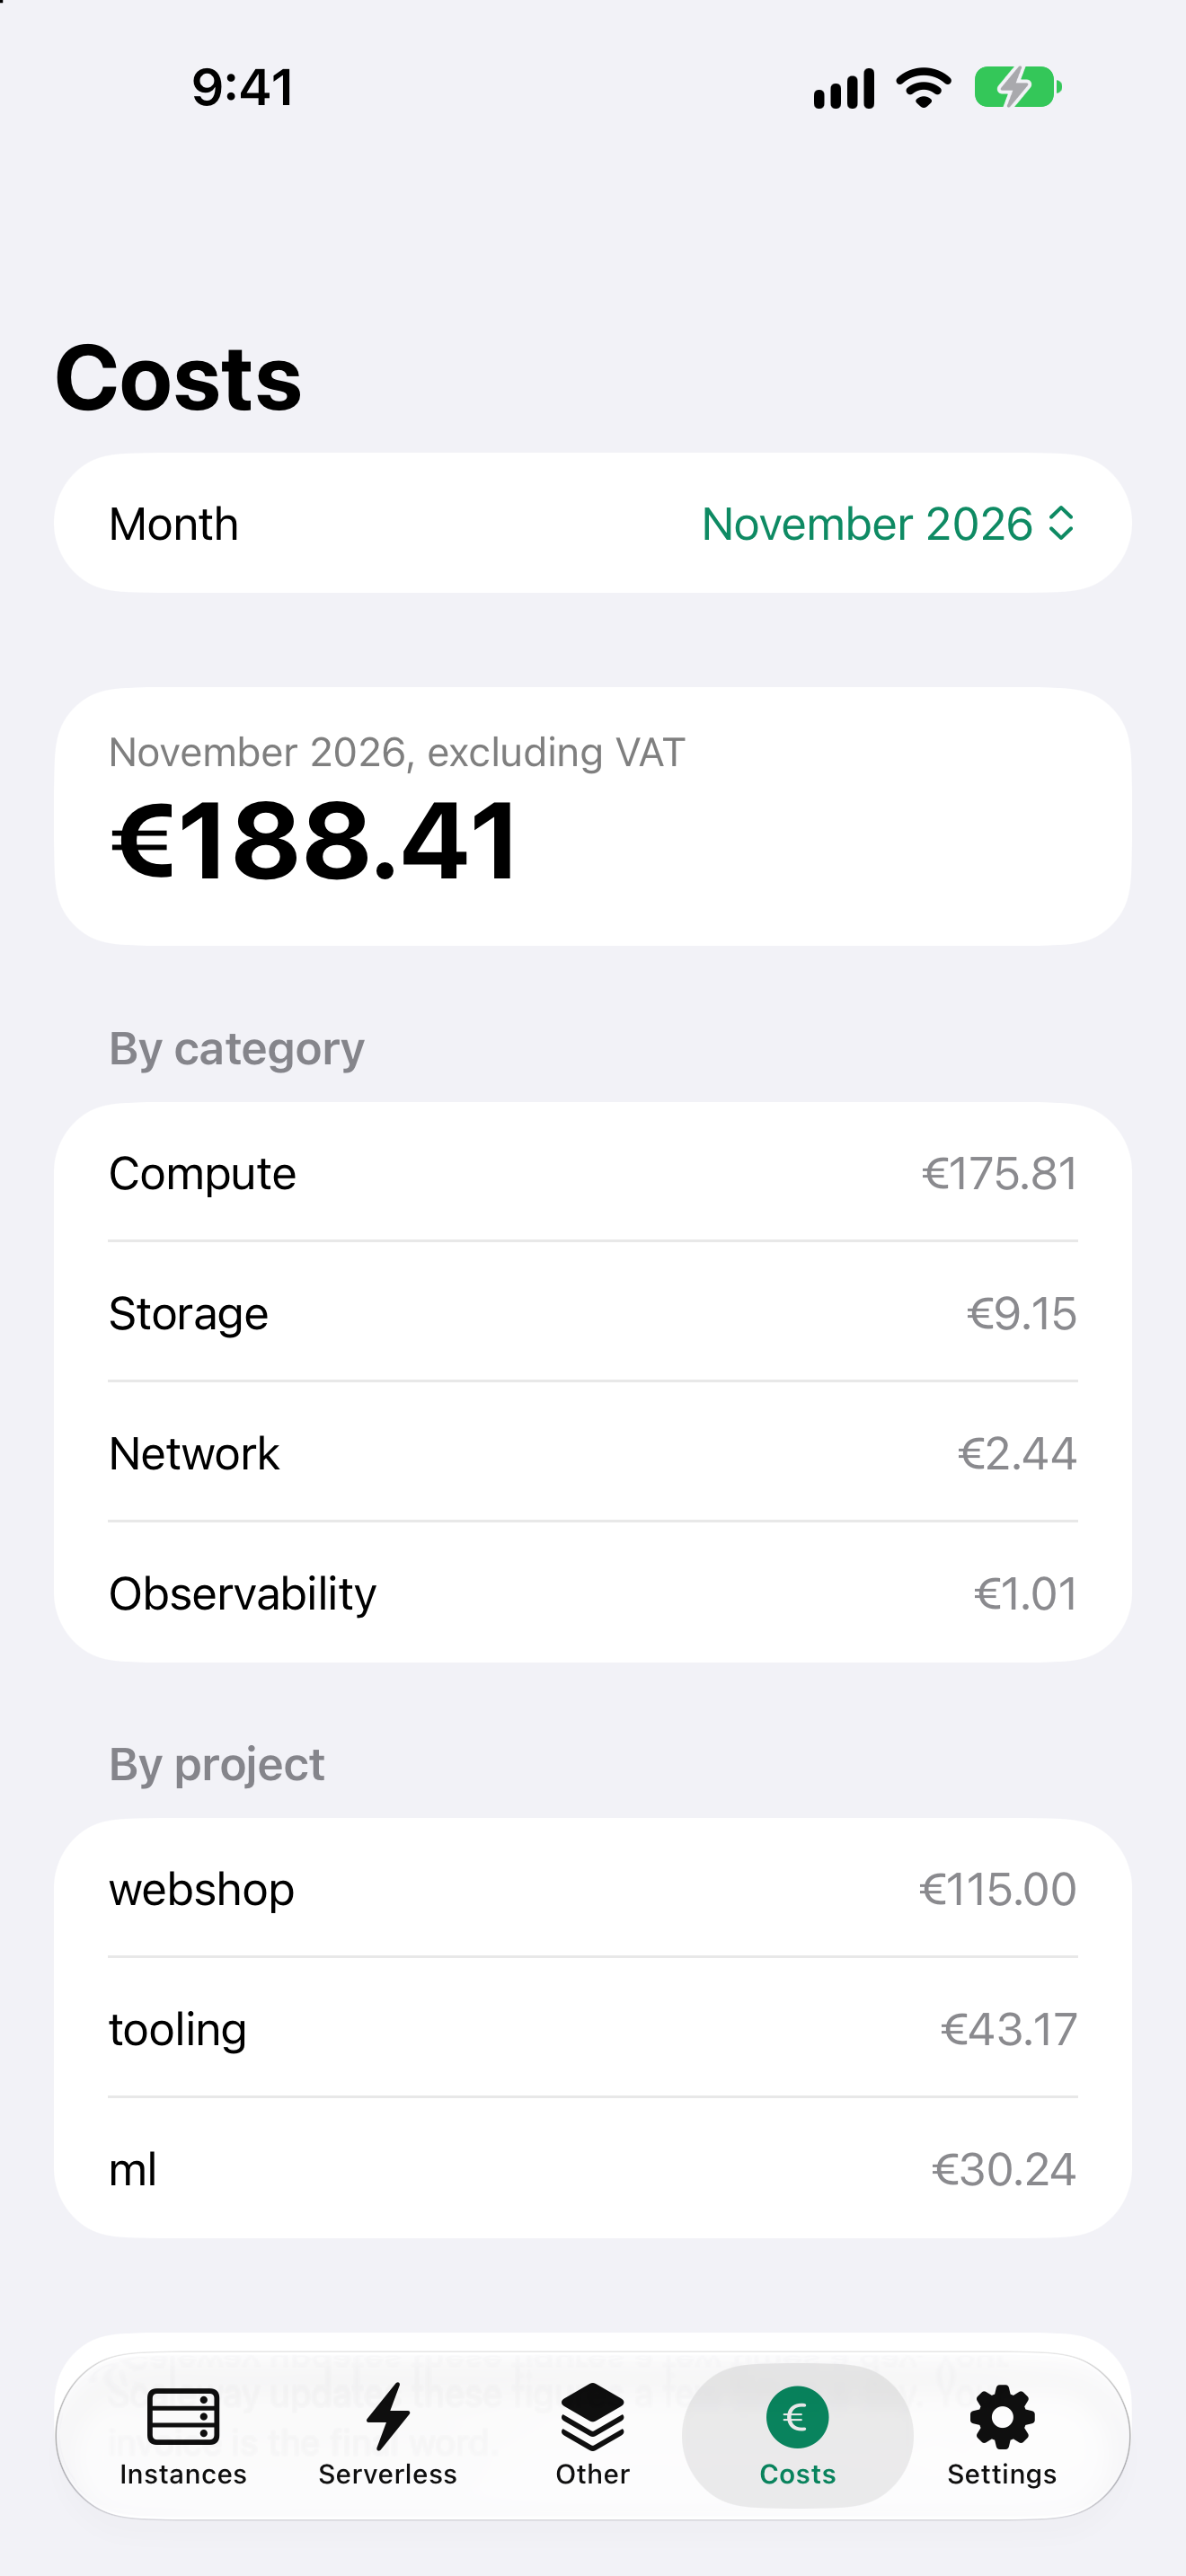 9:41
Costs
Month November 2026
November 2026, excluding VAT
€188.41
By category
Compute €175.81
Storage €9.15
Network €2.44
Observability €1.01
By project
webshop €115.00
tooling €43.17
ml €30.24
€
Instances Serverless Other Costs Settings